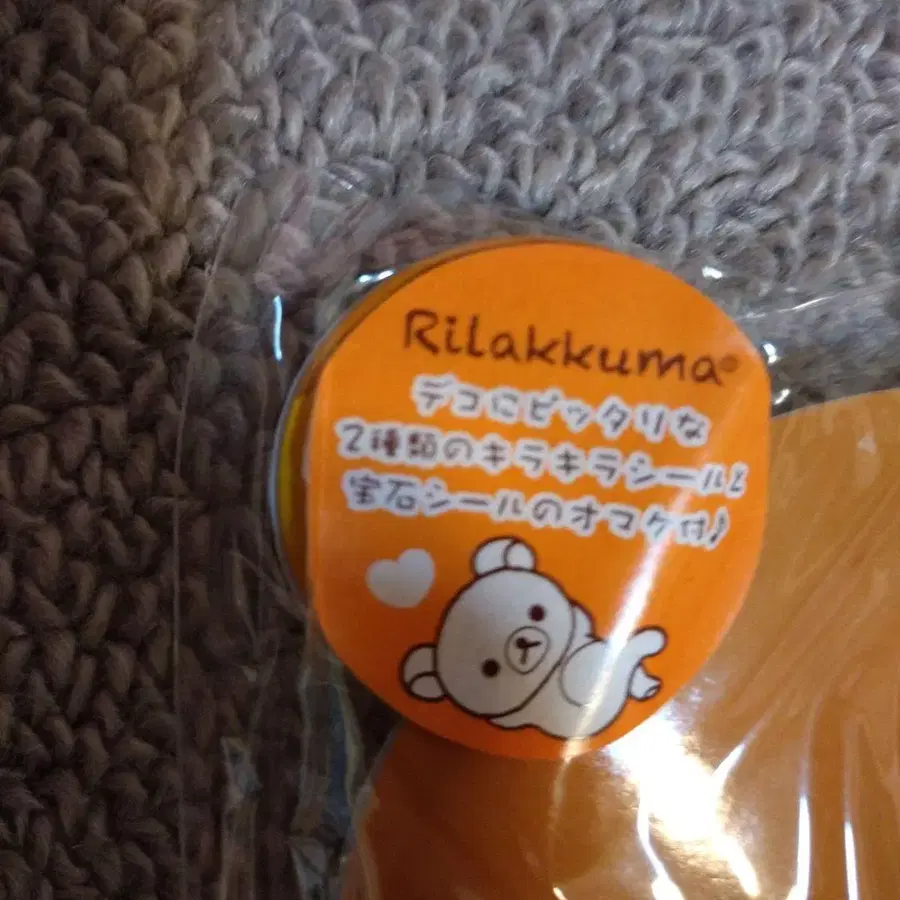 Rilakkuma®
デコにピッタリな
2種類のキラキラシールと
宝石シールのオマケ付♪